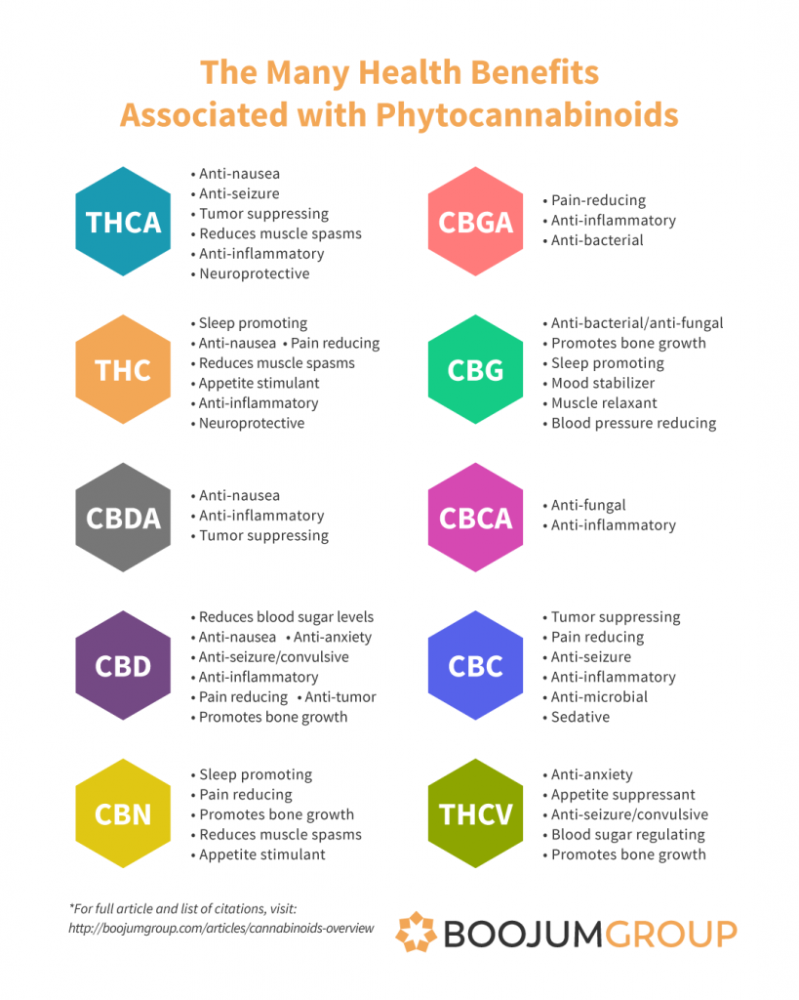 The Many Health Benefits
Associated with Phytocannabinoids
THCA
• Anti-nausea
• Anti-seizure
• Tumor suppressing
• Reduces muscle spasms
• Anti-inflammatory
• Neuroprotective
CBGA
• Pain-reducing
• Anti-inflammatory
• Anti-bacterial
THC
• Sleep promoting
• Anti-nausea • Pain reducing
• Reduces muscle spasms
• Appetite stimulant
• Anti-inflammatory
• Neuroprotective
CBG
• Anti-bacterial/anti-fungal
• Promotes bone growth
• Sleep promoting
• Mood stabilizer
• Muscle relaxant
• Blood pressure reducing
CBDA
• Anti-nausea
• Anti-inflammatory
• Tumor suppressing
CBCA
• Anti-fungal
• Anti-inflammatory
CBD
• Reduces blood sugar levels
• Anti-nausea • Anti-anxiety
• Anti-seizure/convulsive
• Anti-inflammatory
• Pain reducing • Anti-tumor
• Promotes bone growth
CBC
• Tumor suppressing
• Pain reducing
• Anti-seizure
• Anti-inflammatory
• Anti-microbial
• Sedative
CBN
• Sleep promoting
• Pain reducing
• Promotes bone growth
• Reduces muscle spasms
• Appetite stimulant
THCV
• Anti-anxiety
• Appetite suppressant
• Anti-seizure/convulsive
• Blood sugar regulating
• Promotes bone growth
*For full article and list of citations, visit:
http://boojumgroup.com/articles/cannabinoids-overview
BOOJUMGROUP